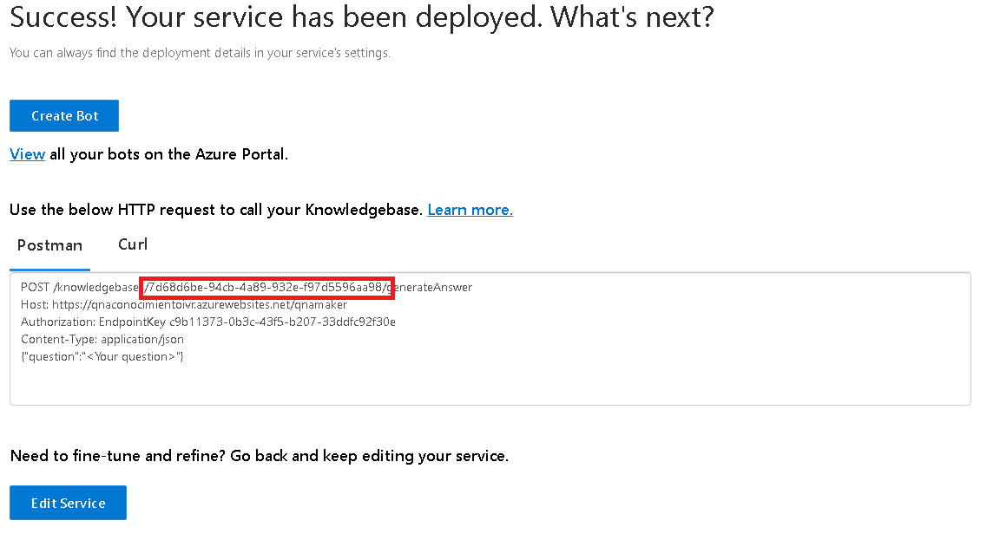 Success! Your service has been deployed. What's next?
You can always find the deployment details in your service's settings.
Create Bot
View all your bots on the Azure Portal.
Use the below HTTP request to call your Knowledgebase. Learn more.
Postman Curl
POST /knowledgebase /7d68d6be-94cb-4a89-932e-f97d5596aa98/generateAnswer
Host: https://qnaconocimientoivr.azurewebsites.net/qnamaker
Authorization: EndpointKey c9b11373-0b3c-43f5-b207-33ddfc92f30e
Content-Type: application/json
{"question":"<Your question>"}
Need to fine-tune and refine? Go back and keep editing your service.
Edit Service